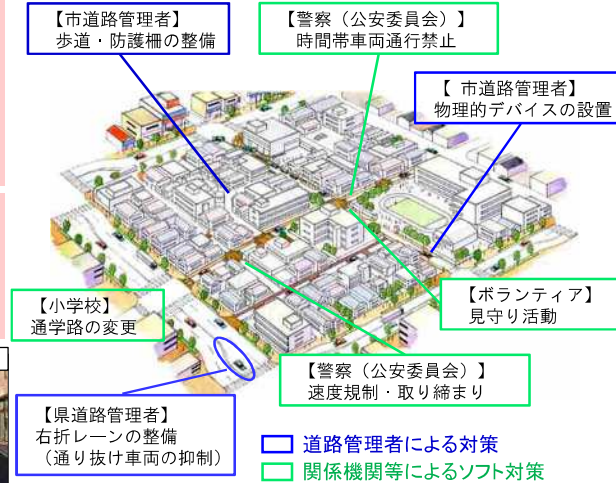 【市道路管理者】
歩道・防護柵の整備
【警察（公安委員会）】
時間帯車両通行禁止
【 市道路管理者】
物理的デバイスの設置
【ボランティア】
見守り活動
【小学校】
通学路の変更
【警察（公安委員会）】
速度規制・取り締まり
【県道路管理者】
右折レーンの整備
（通り抜け車両の抑制）
道路管理者による対策
関係機関等によるソフト対策